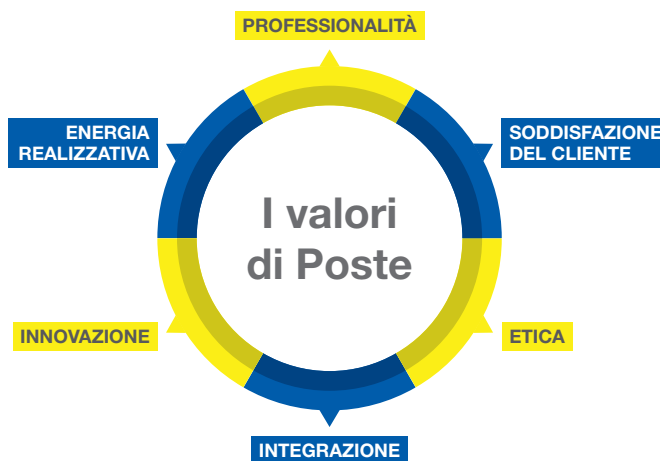 PROFESSIONALITÀ
ENERGIA
REALIZZATIVA
SODDISFAZIONE
DEL CLIENTE
I valori
di Poste
INNOVAZIONE
ETICA
INTEGRAZIONE